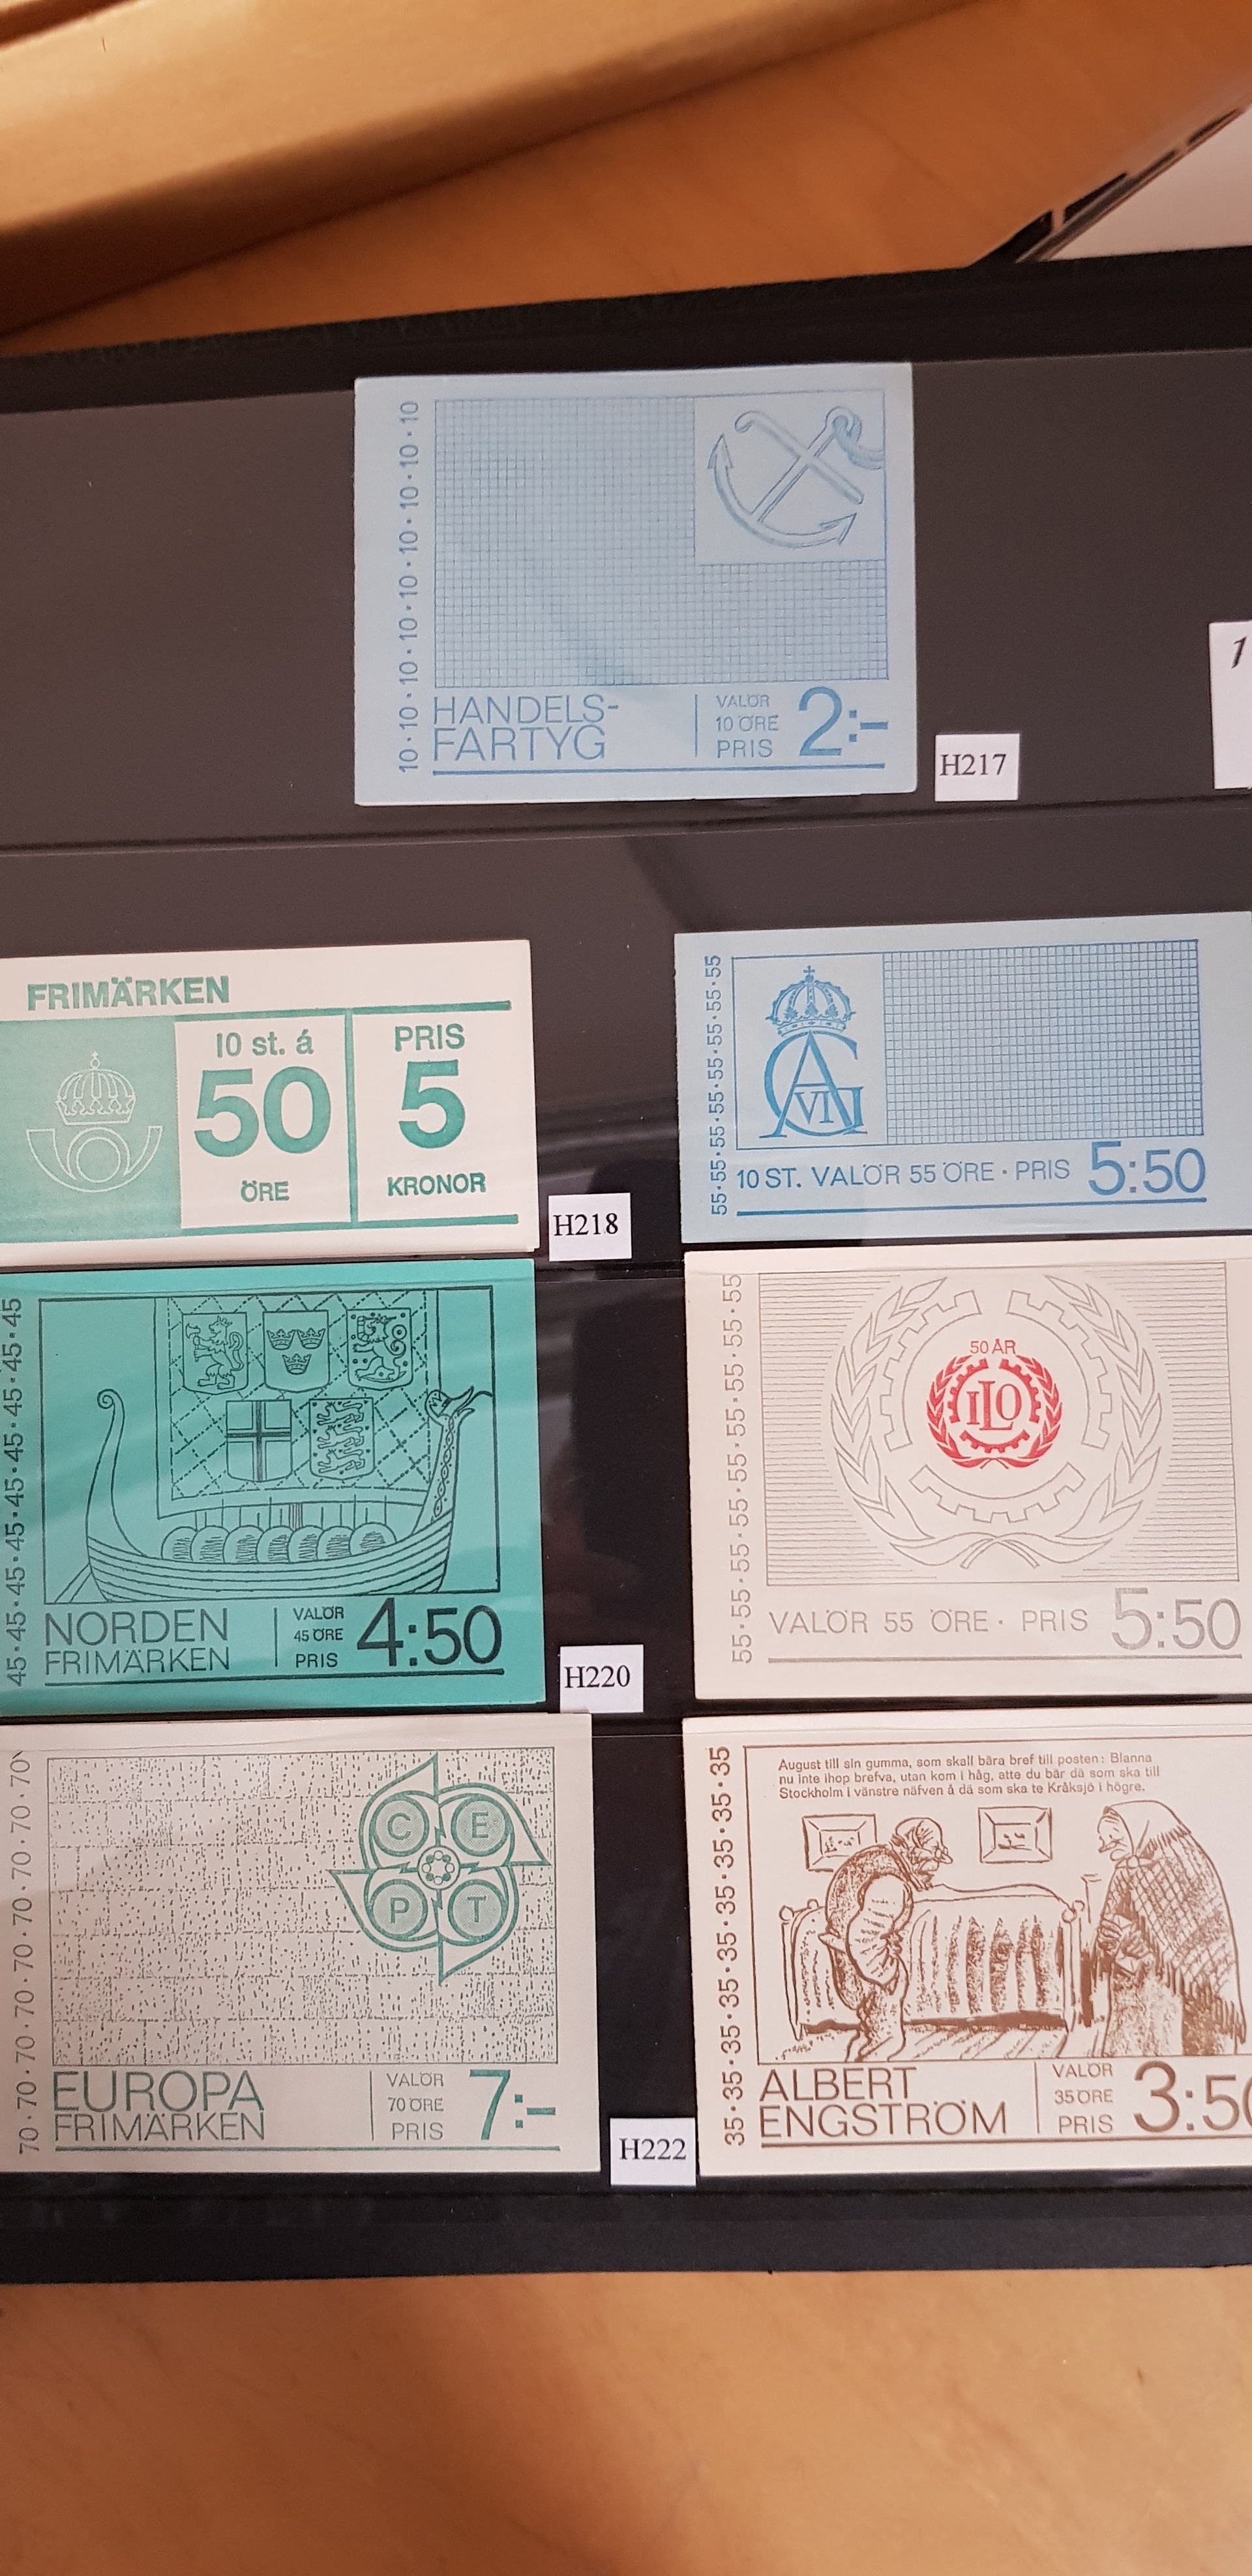 10·10·10·10·10·10·10·10·10·10
HANDELS-
FARTYG
VALÖR
10 ÖRE
PRIS
2:-
H217
1
FRIMÄRKEN
10 st. á
50
ÖRE
PRIS
5
KRONOR
H218
55·55·55·55·55·55·55·55·55·55
GA
VI
10 ST. VALÖR 55 ÖRE · PRIS 5:50
45·45·45·45·45·45·45·45·45·45
NORDEN
FRIMÄRKEN
VALÖR
45 ÖRE
PRIS
4:50
H220
55·55·55·55·55·55·55·55·55·55
50 ÅR
ILO
VALÖR 55 ÖRE · PRIS 5:50
70·70·70·70·70·70·70·70·70·70
C E
P T
EUROPA
FRIMÄRKEN
VALÖR
70 ÖRE
PRIS
7:-
H222
35·35·35·35·35·35·35·35·35·35
August till sin gumma, som skall bära bref till posten: Blanna
nu inte ihop brefva, utan kom i håg, atte du bär dä som ska till
Stockholm i vänstre näfven å dä som ska te Kråksjö i högre.
ALBERT
ENGSTRÖM
VALÖR
35 ÖRE
PRIS
3:50